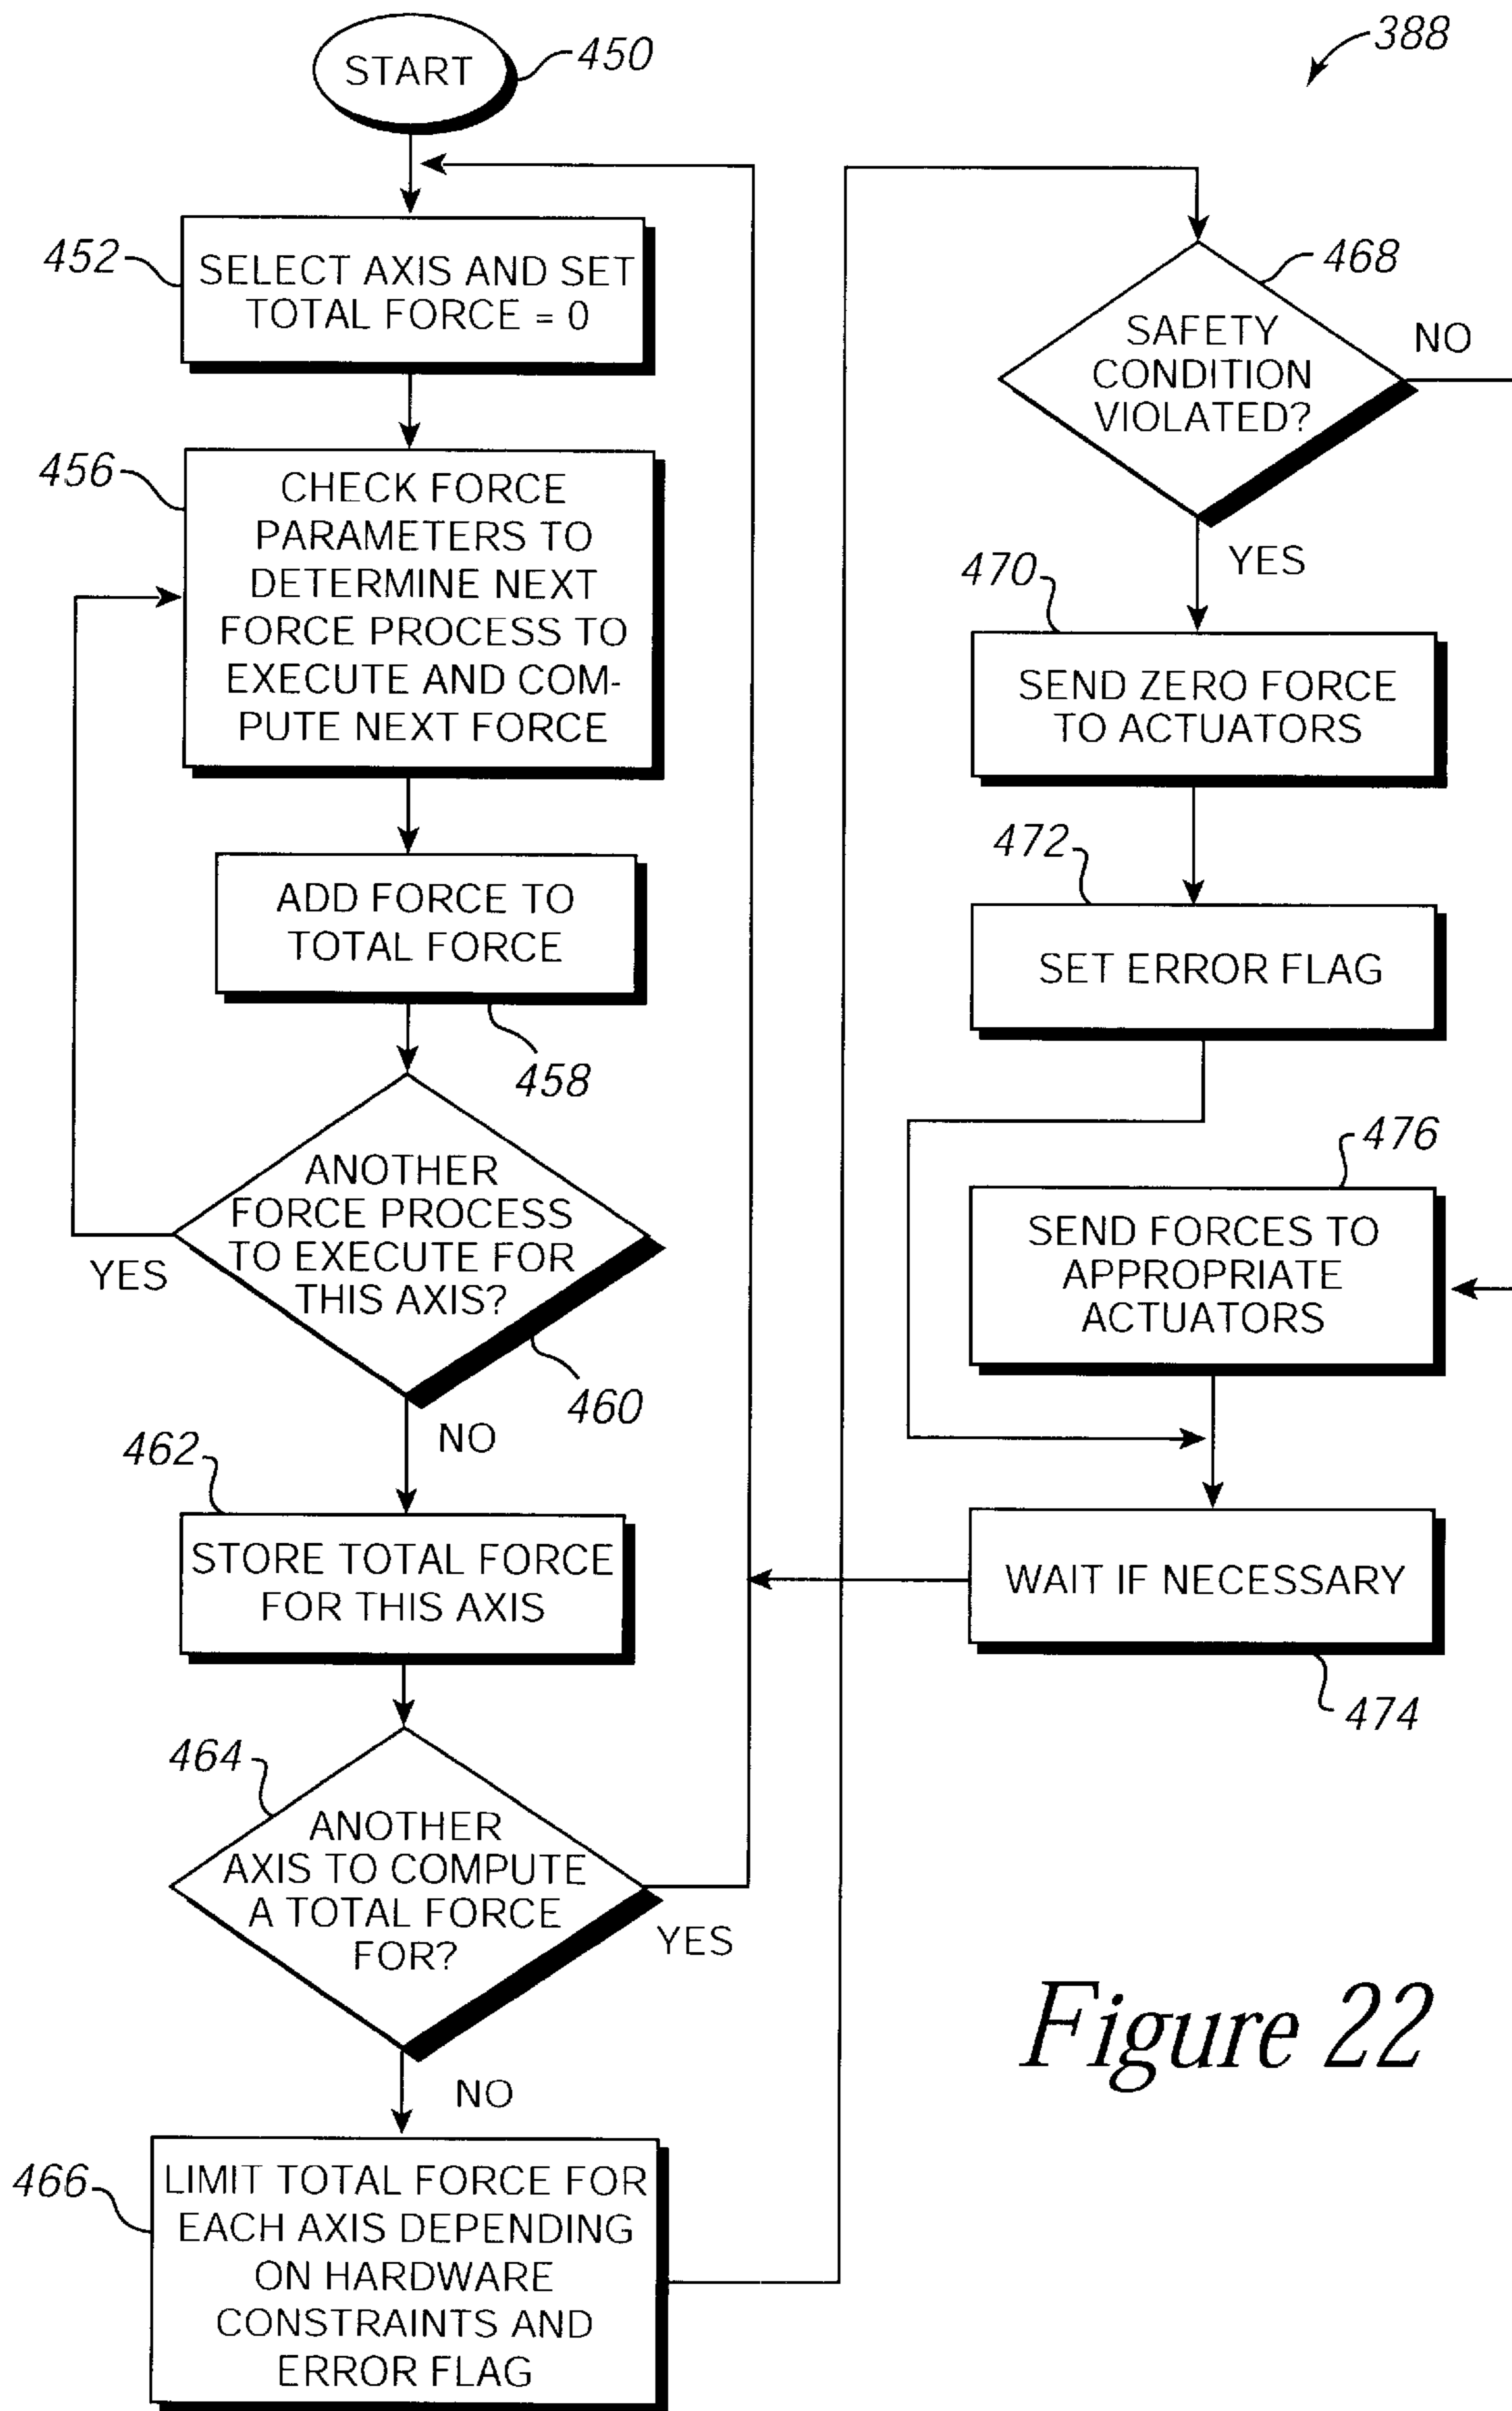 START
450
388
452
SELECT AXIS AND SET
TOTAL FORCE = 0
456
CHECK FORCE
PARAMETERS TO
DETERMINE NEXT
FORCE PROCESS TO
EXECUTE AND COM-
PUTE NEXT FORCE
ADD FORCE TO
TOTAL FORCE
458
ANOTHER
FORCE PROCESS
TO EXECUTE FOR
THIS AXIS?
YES
460
NO
462
STORE TOTAL FORCE
FOR THIS AXIS
464
ANOTHER
AXIS TO COMPUTE
A TOTAL FORCE
FOR?
YES
NO
466
LIMIT TOTAL FORCE FOR
EACH AXIS DEPENDING
ON HARDWARE
CONSTRAINTS AND
ERROR FLAG
468
SAFETY
CONDITION
VIOLATED?
NO
YES
470
SEND ZERO FORCE
TO ACTUATORS
472
SET ERROR FLAG
476
SEND FORCES TO
APPROPRIATE
ACTUATORS
WAIT IF NECESSARY
474
Figure 22